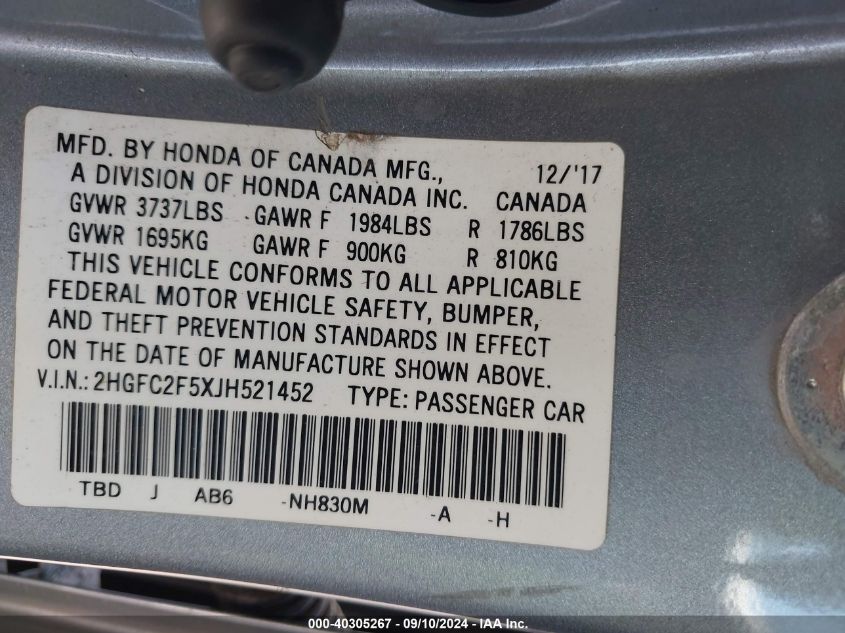 MFD. BY HONDA OF CANADA MFG., 12/'17
A DIVISION OF HONDA CANADA INC. CANADA
GVWR 3737LBS GAWR F 1984LBS R 1786LBS
GVWR 1695KG GAWR F 900KG R 810KG
THIS VEHICLE CONFORMS TO ALL APPLICABLE
FEDERAL MOTOR VEHICLE SAFETY, BUMPER,
AND THEFT PREVENTION STANDARDS IN EFFECT
ON THE DATE OF MANUFACTURE SHOWN ABOVE.
V.I.N.: 2HGFC2F5XJH521452 TYPE: PASSENGER CAR
TBD J AB6 -NH830M -A -H
000-40305267 - 09/10/2024 - WWW.IAAI.COM